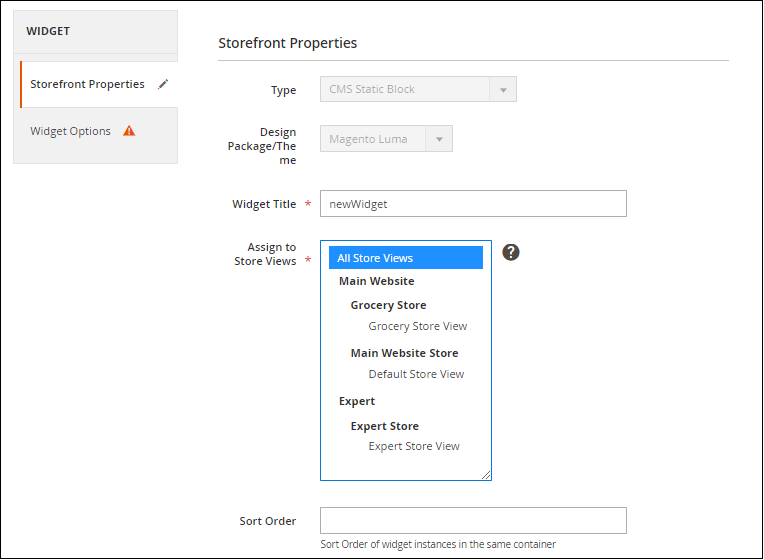 WIDGET
Storefront Properties
Widget Options
Storefront Properties
Type
CMS Static Block
Design
Package/The
me
Magento Luma
Widget Title *
newWidget
Assign to
Store Views *
All Store Views
Main Website
Grocery Store
Grocery Store View
Main Website Store
Default Store View
Expert
Expert Store
Expert Store View
?
Sort Order
Sort Order of widget instances in the same container